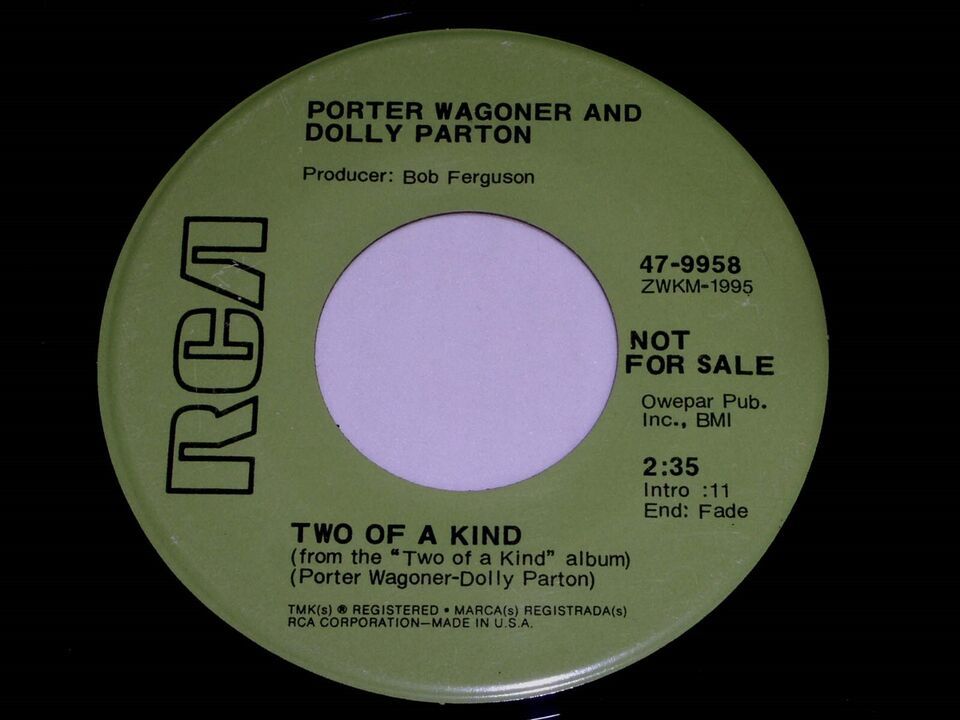 PORTER WAGONER AND
DOLLY PARTON
Producer: Bob Ferguson
RCA
47-9958
ZWKM-1995
NOT
FOR SALE
Owepar Pub.
Inc., BMI
2:35
Intro :11
End: Fade
TWO OF A KIND
(from the "Two of a Kind" album)
(Porter Wagoner-Dolly Parton)
TMK(s) ® REGISTERED • MARCA(s) REGISTRADA(s)
RCA CORPORATION—MADE IN U.S.A.